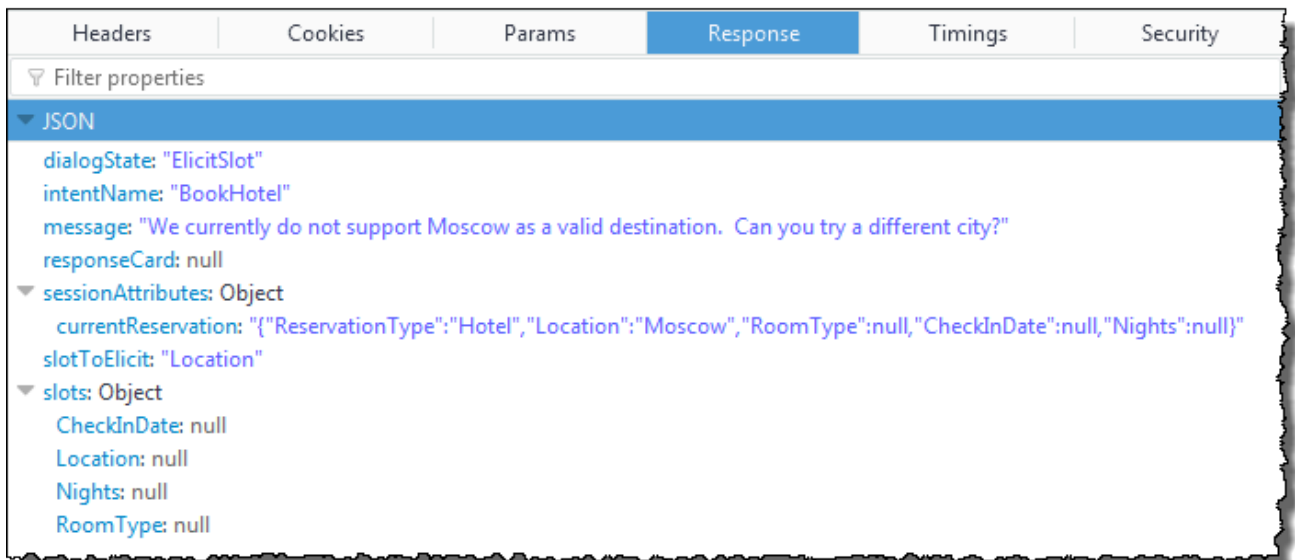 Headers Cookies Params Response Timings Security
Filter properties
JSON
dialogState: "ElicitSlot"
intentName: "BookHotel"
message: "We currently do not support Moscow as a valid destination.  Can you try a different city?"
responseCard: null
sessionAttributes: Object
currentReservation: "{"ReservationType":"Hotel","Location":"Moscow","RoomType":null,"CheckInDate":null,"Nights":null}"
slotToElicit: "Location"
slots: Object
CheckInDate: null
Location: null
Nights: null
RoomType: null